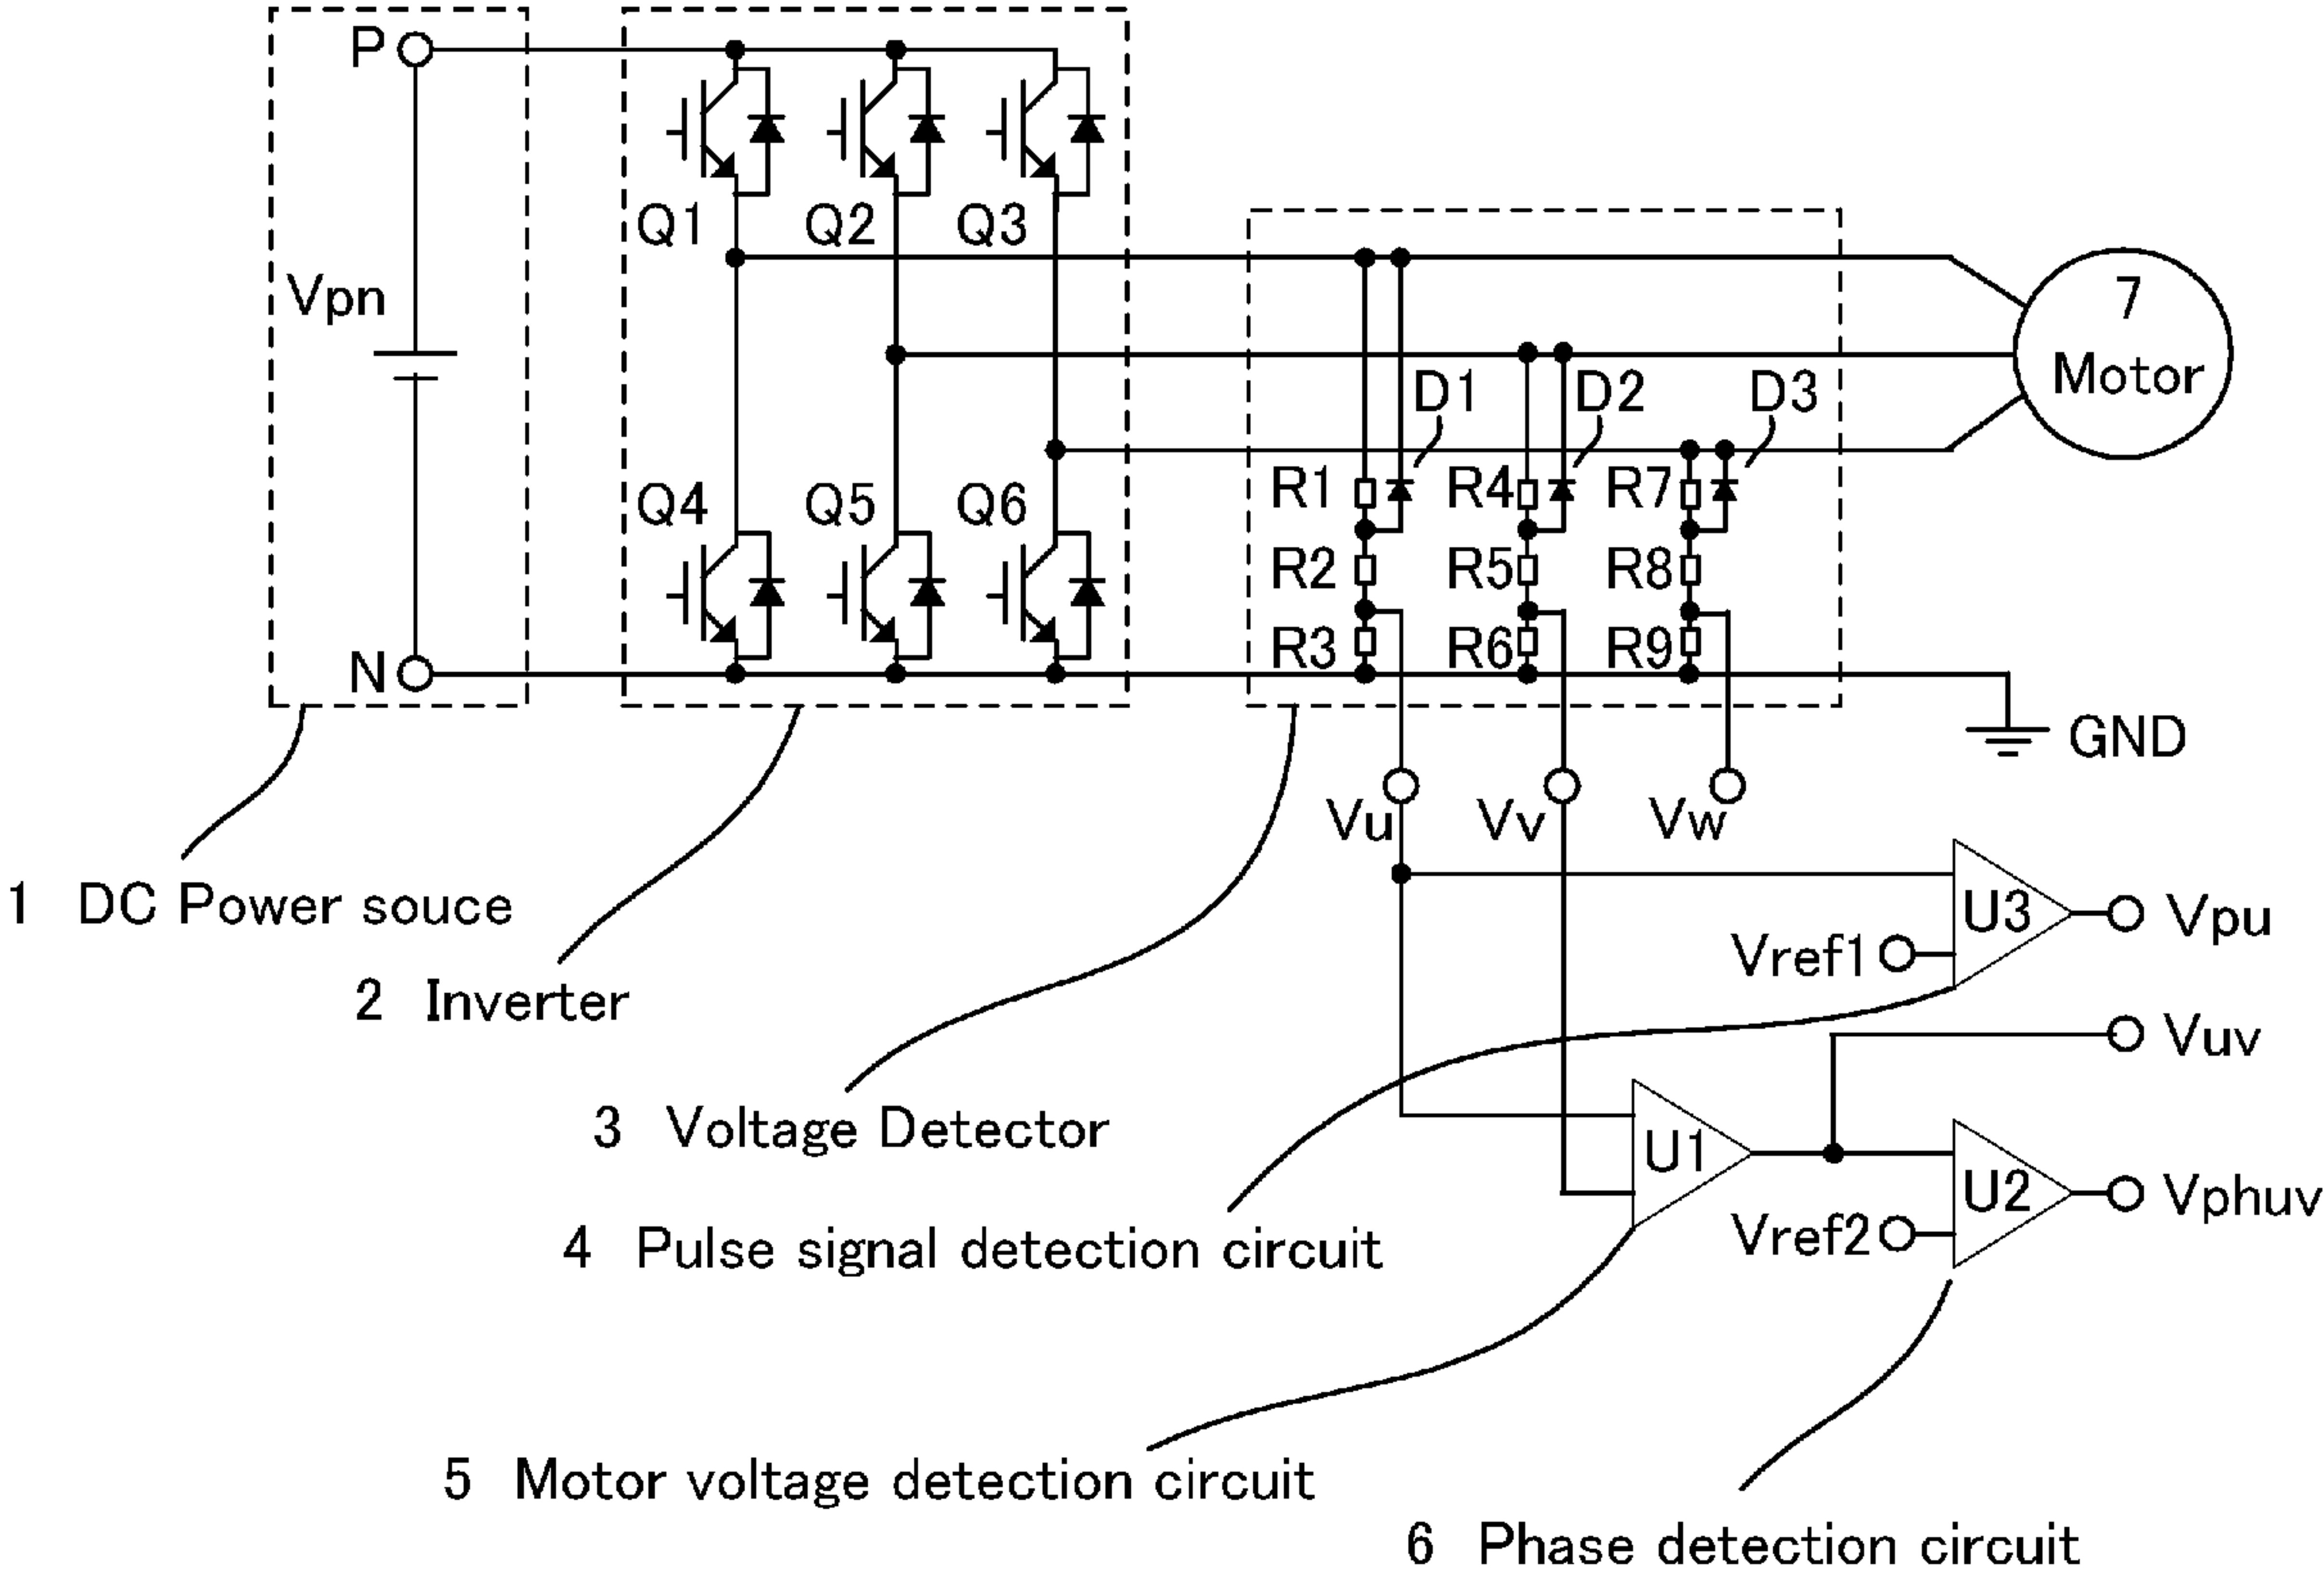 P
Q1 Q2 Q3
Vpn
7
Motor
D1 D2 D3
Q4 Q5 Q6
R1 R4 R7
R2 R5 R8
R3 R6 R9
N
GND
Vu Vv Vw
1 DC Power souce
U3 Vpu
Vref1
2 Inverter
Vuv
3 Voltage Detector
U1
U2 Vphuv
Vref2
4 Pulse signal detection circuit
5 Motor voltage detection circuit
6 Phase detection circuit